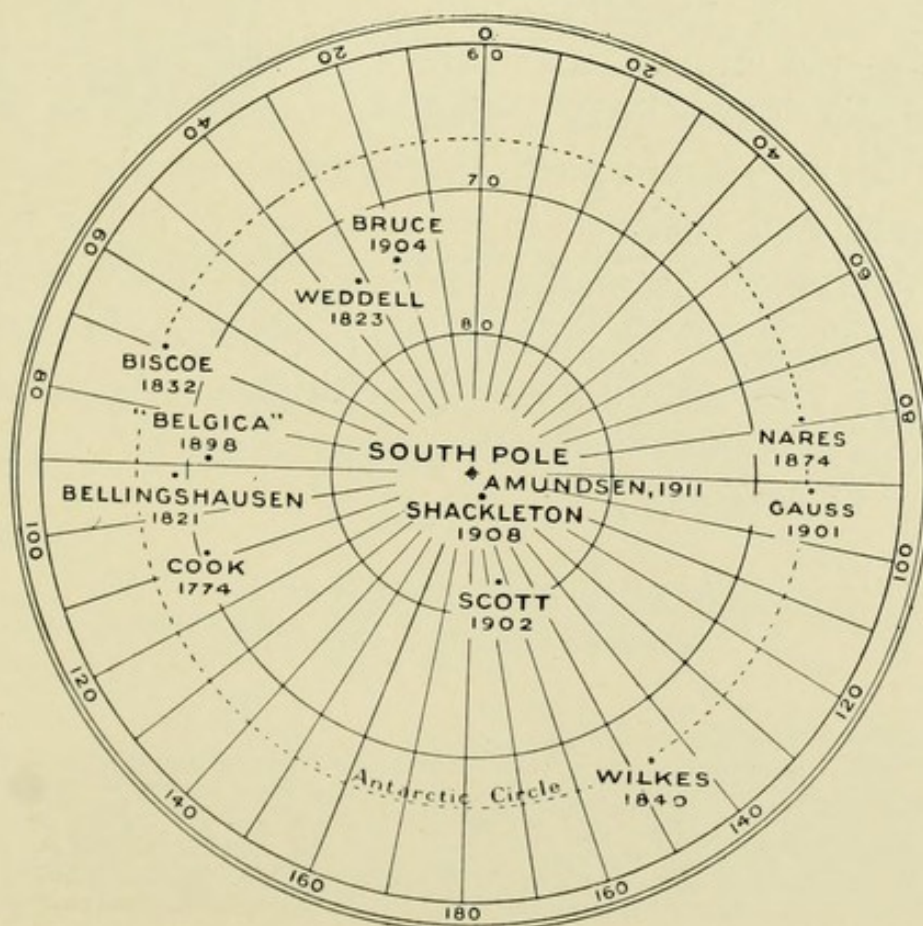 0
20
20
60
40
40
70
BRUCE
1904
60
60
WEDDELL
1823
80
BISCOE
1832
80
80
"BELGICA"
1898
NARES
1874
SOUTH POLE
AMUNDSEN, 1911
BELLINGSHAUSEN
1821
SHACKLETON
1908
GAUSS
1901
100
100
COOK
1774
SCOTT
1902
120
120
Antarctic Circle
WILKES
1840
140
140
160
160
180